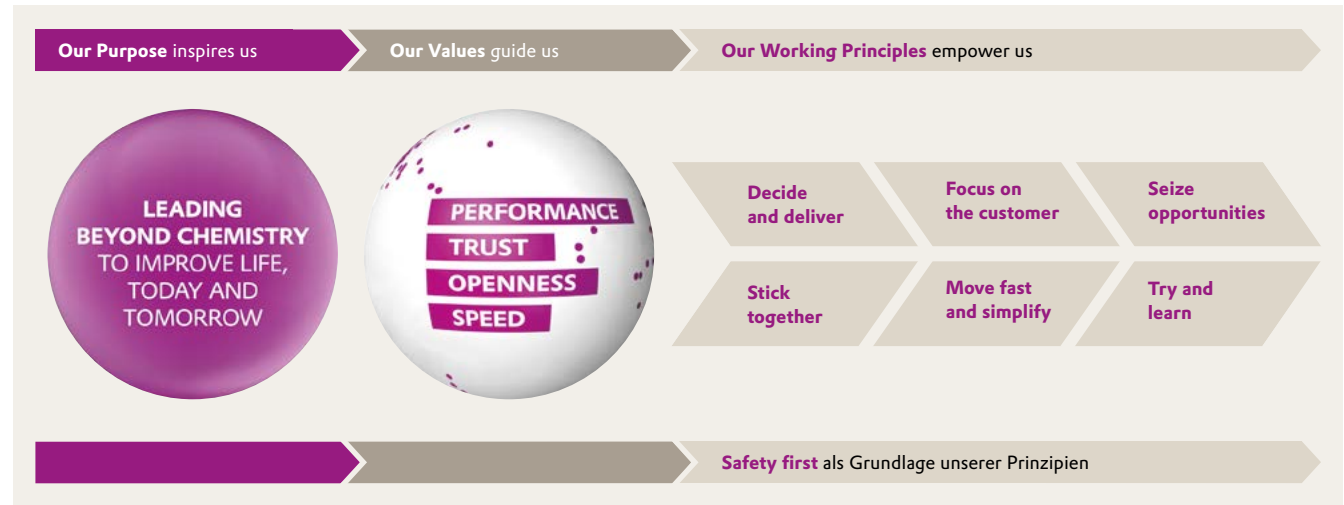 Our Purpose inspires us
Our Values guide us
Our Working Principles empower us
LEADING
BEYOND CHEMISTRY
TO IMPROVE LIFE,
TODAY AND
TOMORROW
PERFORMANCE
TRUST
OPENNESS
SPEED
Decide
and deliver
Focus on
the customer
Seize
opportunities
Stick
together
Move fast
and simplify
Try and
learn
Safety first als Grundlage unserer Prinzipien